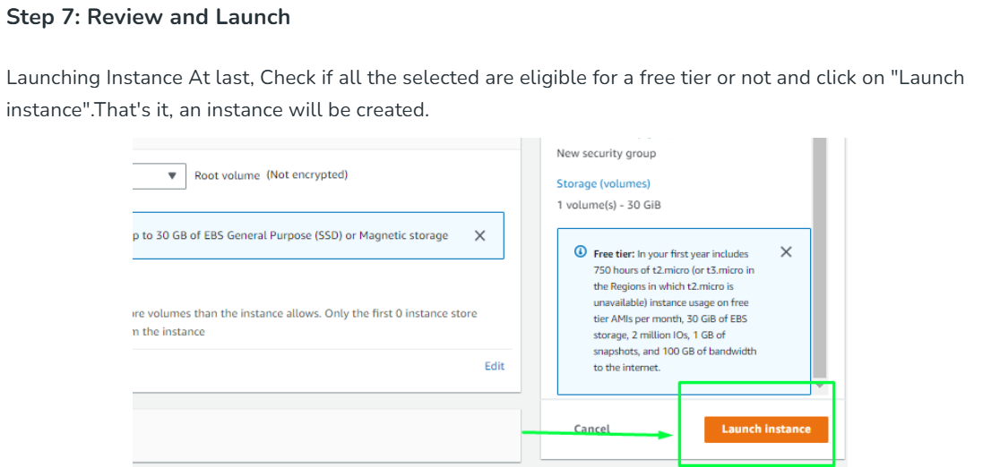 Step 7: Review and Launch
Launching Instance At last, Check if all the selected are eligible for a free tier or not and click on "Launch
instance".That's it, an instance will be created.
Root volume (Not encrypted)
p to 30 GB of EBS General Purpose (SSD) or Magnetic storage
re volumes than the instance allows. Only the first 0 instance store
the instance
Edit
New security group
Storage (volumes)
1 volume(s) - 30 GiB
Free tier: In your first year includes
750 hours of t2.micro (or t3.micro in
the Regions in which t2.micro is
unavailable) instance usage on free
tier AMIs per month, 30 GiB of EBS
storage, 2 million IOs, 1 GB of
snapshots, and 100 GB of bandwidth
to the internet.
Cancel
Launch instance